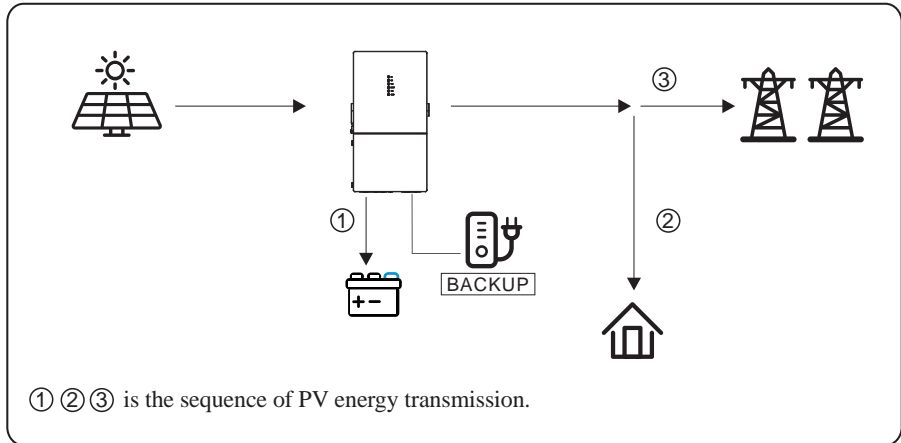 ③
①
②
BACKUP
+ -
① ② ③ is the sequence of PV energy transmission.